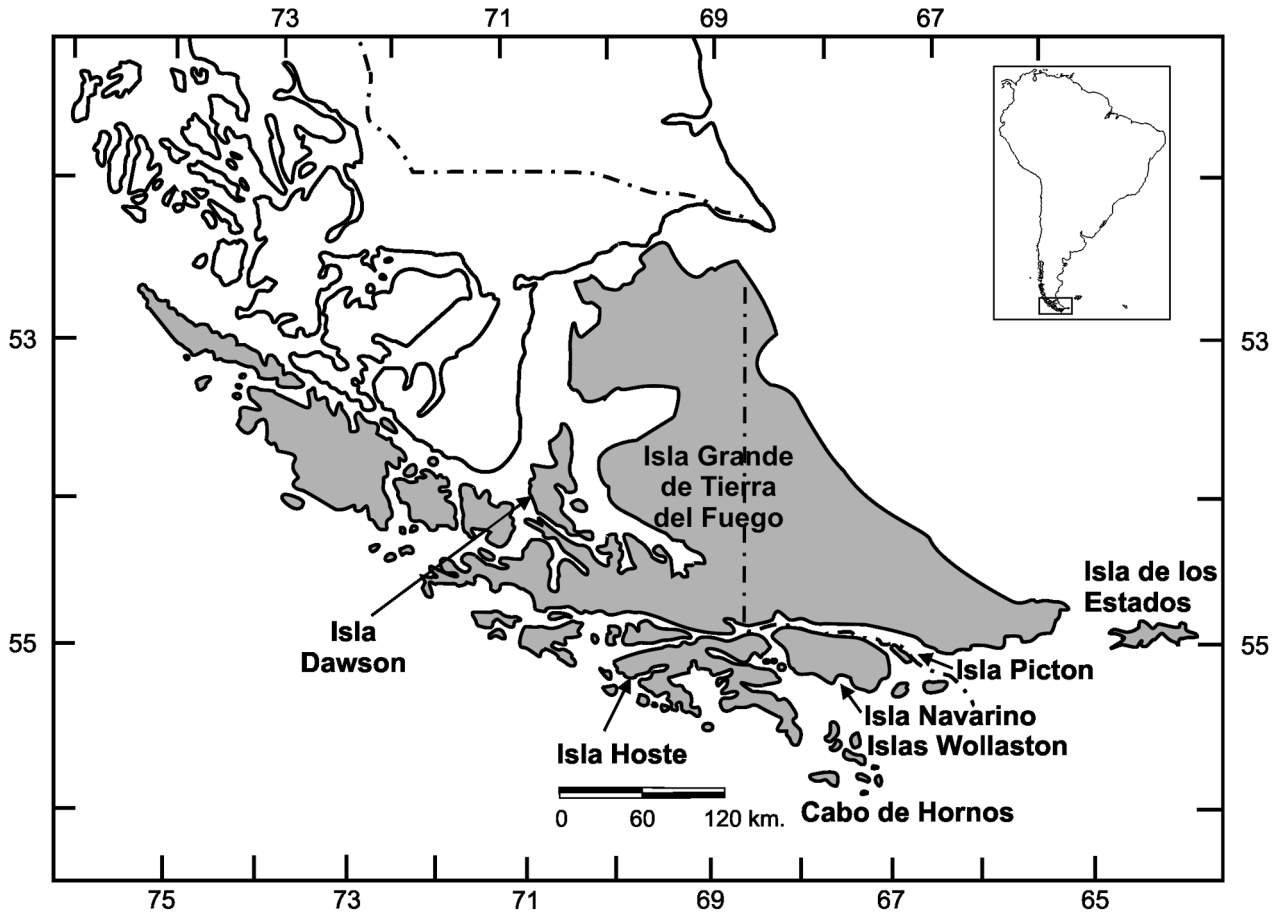 73 71 69 67
53 53
Isla Grande
de Tierra
del Fuego
Isla de los
Estados
Isla
Dawson
55 55
Isla Picton
Isla Navarino
Islas Wollaston
Isla Hoste
0 60 120 km.
Cabo de Hornos
75 73 71 69 67 65